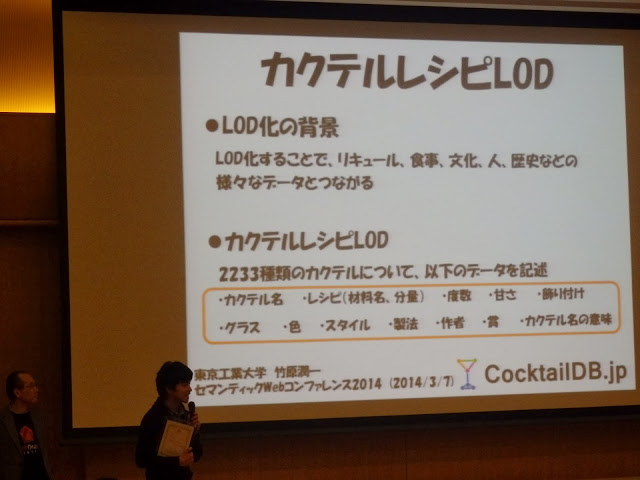 カクテルレシピLOD
●LOD化の背景
LOD化することで、リキュール、食事、文化、人、歴史などの
様々なデータとつながる
●カクテルレシピLOD
2233種類のカクテルについて、以下のデータを記述
・カクテル名 ・レシピ(材料名、分量) ・度数 ・甘さ ・飾り付け
・グラス ・色 ・スタイル ・製法 ・作者 ・賞 ・カクテル名の意味
東京工業大学 竹原潤一
セマンティックWebコンファレンス2014 (2014/3/7)
CocktailDB.jp